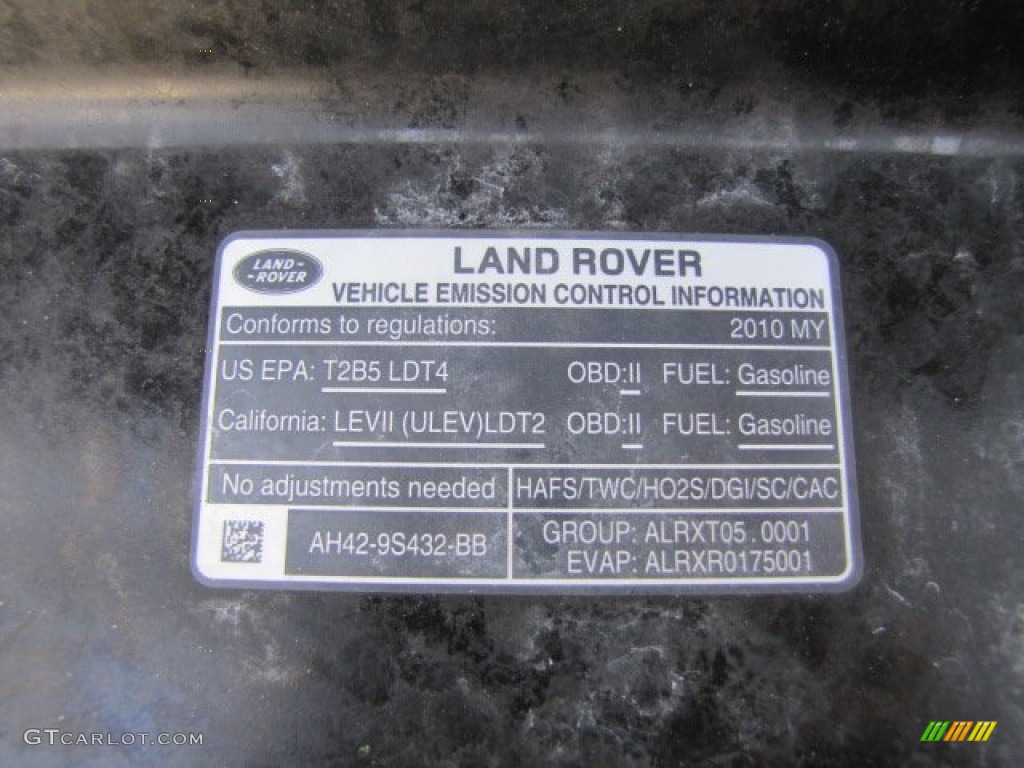 LAND-
-ROVER
LAND ROVER
VEHICLE EMISSION CONTROL INFORMATION
Conforms to regulations: 2010 MY
US EPA: T2B5 LDT4 OBD:II FUEL: Gasoline
California: LEVII (ULEV)LDT2 OBD:II FUEL: Gasoline
No adjustments needed HAFS/TWC/HO2S/DGI/SC/CAC
AH42-9S432-BB
GROUP: ALRXT05.0001
EVAP: ALRXR0175001
GTCARLOT.COM